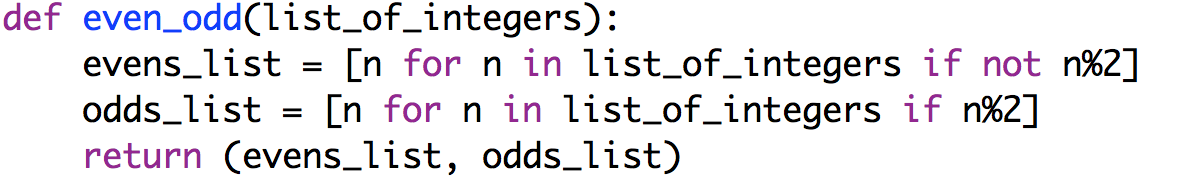 def even_odd(list_of_integers):
    evens_list = [n for n in list_of_integers if not n%2]
    odds_list = [n for n in list_of_integers if n%2]
    return (evens_list, odds_list)